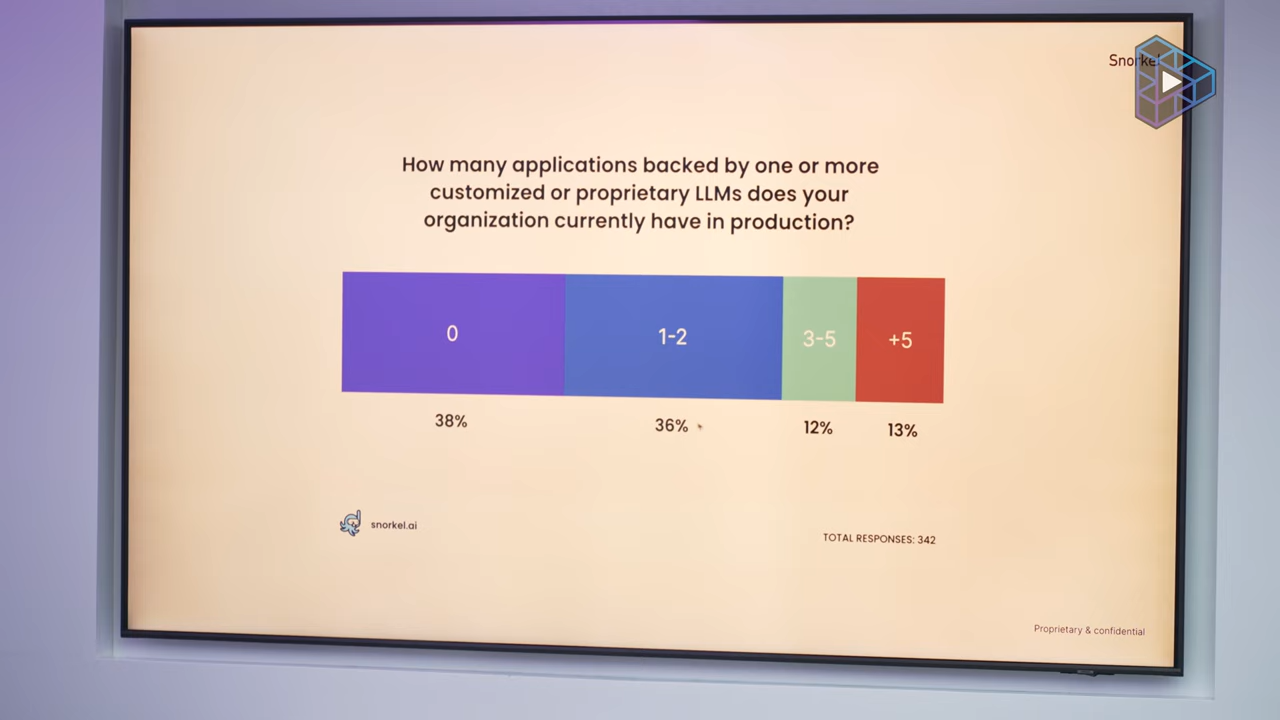 Snorkel
How many applications backed by one or more
customized or proprietary LLMs does your
organization currently have in production?
0
1-2
3-5
+5
38%
36%
12%
13%
snorkel.ai
TOTAL RESPONSES: 342
Proprietary & confidential